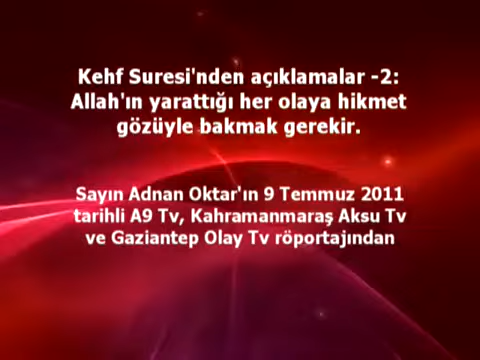 Kehf Suresi'nden açıklamalar -2:
Allah'ın yarattığı her olaya hikmet
gözüyle bakmak gerekir.
Sayın Adnan Oktar'ın 9 Temmuz 2011
tarihli A9 Tv, Kahramanmaraş Aksu Tv
ve Gaziantep Olay Tv röportajından